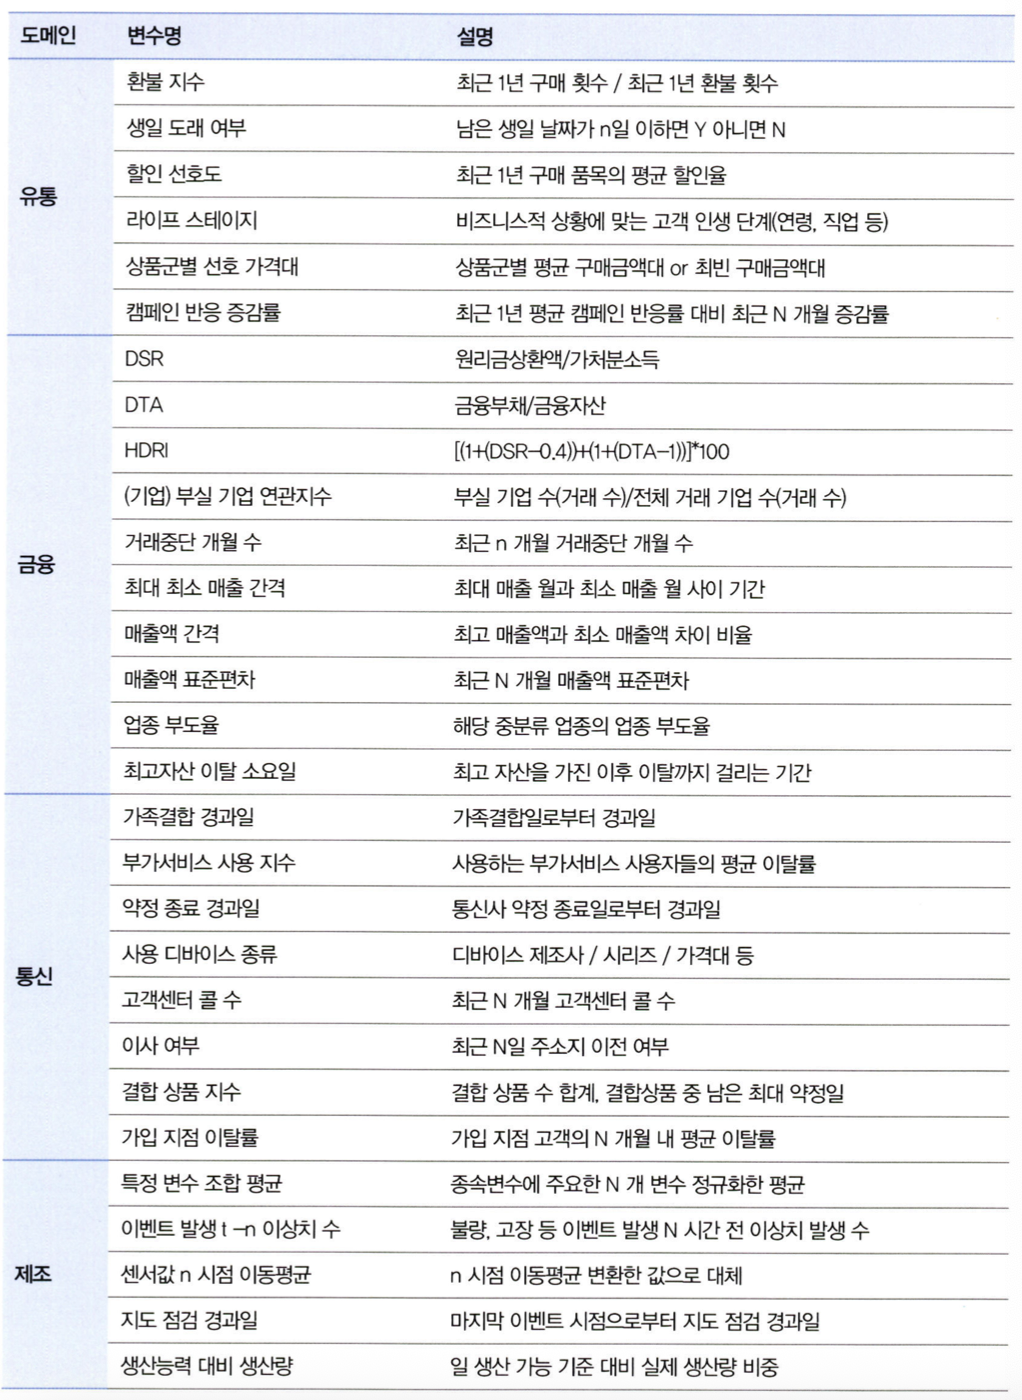 도메인 변수명 설명
유통
환불 지수 최근 1년 구매 횟수 / 최근 1년 환불 횟수
생일 도래 여부 남은 생일 날짜가 n일 이하면 Y 아니면 N
할인 선호도 최근 1년 구매 품목의 평균 할인율
라이프 스테이지 비즈니스적 상황에 맞는 고객 인생 단계(연령, 직업 등)
상품군별 선호 가격대 상품군별 평균 구매금액대 or 최빈 구매금액대
캠페인 반응 증감률 최근 1년 평균 캠페인 반응률 대비 최근 N 개월 증감률
금융
DSR 원리금상환액/가처분소득
DTA 금융부채/금융자산
HDRI [(1+(DSR-0.4))+(1+(DTA-1))]*100
(기업) 부실 기업 연관지수 부실 기업 수(거래 수)/전체 거래 기업 수(거래 수)
거래중단 개월 수 최근 n 개월 거래중단 개월 수
최대 최소 매출 간격 최대 매출 월과 최소 매출 월 사이 기간
매출액 간격 최고 매출액과 최소 매출액 차이 비율
매출액 표준편차 최근 N 개월 매출액 표준편차
업종 부도율 해당 중분류 업종의 업종 부도율
최고자산 이탈 소요일 최고 자산을 가진 이후 이탈까지 걸리는 기간
통신
가족결합 경과일 가족결합일로부터 경과일
부가서비스 사용 지수 사용하는 부가서비스 사용자들의 평균 이탈률
약정 종료 경과일 통신사 약정 종료일로부터 경과일
사용 디바이스 종류 디바이스 제조사 / 시리즈 / 가격대 등
고객센터 콜 수 최근 N 개월 고객센터 콜 수
이사 여부 최근 N일 주소지 이전 여부
결합 상품 지수 결합 상품 수 합계, 결합상품 중 남은 최대 약정일
가입 지점 이탈률 가입 지점 고객의 N 개월 내 평균 이탈률
제조
특정 변수 조합 평균 종속변수에 주요한 N 개 변수 정규화한 평균
이벤트 발생 t -n 이상치 수 불량, 고장 등 이벤트 발생 N 시간 전 이상치 발생 수
센서값 n 시점 이동평균 n 시점 이동평균 변환한 값으로 대체
지도 점검 경과일 마지막 이벤트 시점으로부터 지도 점검 경과일
생산능력 대비 생산량 일 생산 가능 기준 대비 실제 생산량 비중